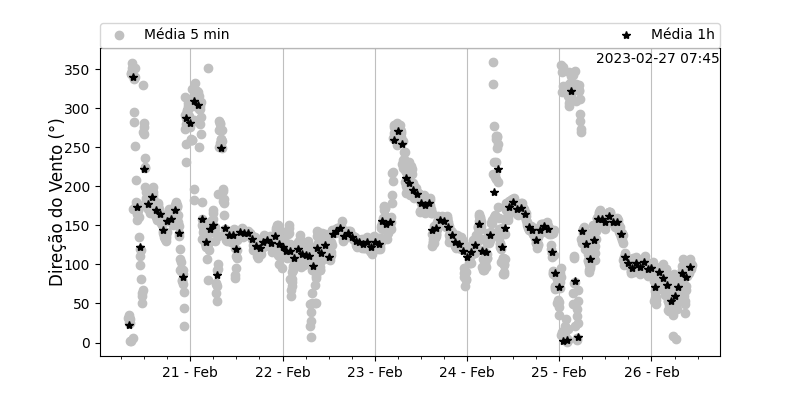 Média 5 min
Média 1h
2023-02-27 07:45
Direção do Vento (°)
350
300
250
200
150
100
50
0
21 - Feb
22 - Feb
23 - Feb
24 - Feb
25 - Feb
26 - Feb